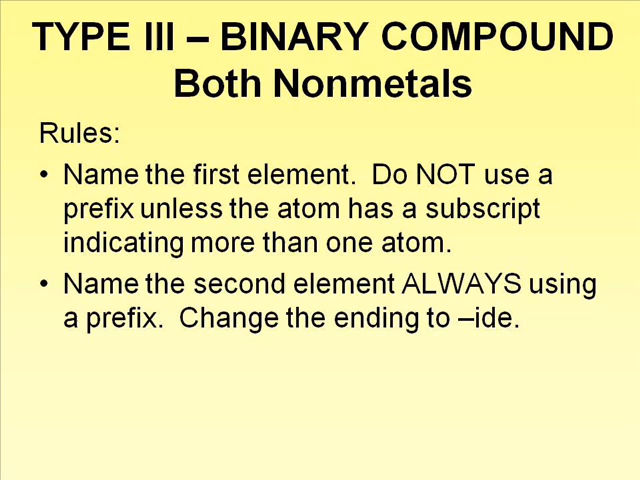 TYPE III – BINARY COMPOUND
Both Nonmetals
Rules:
• Name the first element.  Do NOT use a
prefix unless the atom has a subscript
indicating more than one atom.
• Name the second element ALWAYS using
a prefix.  Change the ending to –ide.